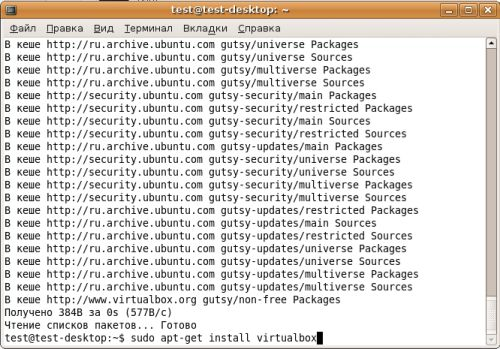 test@test-desktop: ~
Файл Правка Вид Терминал Вкладки Справка
В кеше http://ru.archive.ubuntu.com gutsy/universe Packages
В кеше http://ru.archive.ubuntu.com gutsy/universe Sources
В кеше http://ru.archive.ubuntu.com gutsy/multiverse Packages
В кеше http://ru.archive.ubuntu.com gutsy/multiverse Sources
В кеше http://security.ubuntu.com gutsy-security/main Packages
В кеше http://security.ubuntu.com gutsy-security/restricted Packages
В кеше http://security.ubuntu.com gutsy-security/main Sources
В кеше http://security.ubuntu.com gutsy-security/restricted Sources
В кеше http://ru.archive.ubuntu.com gutsy-updates/main Packages
В кеше http://security.ubuntu.com gutsy-security/universe Packages
В кеше http://security.ubuntu.com gutsy-security/universe Sources
В кеше http://security.ubuntu.com gutsy-security/multiverse Packages
В кеше http://security.ubuntu.com gutsy-security/multiverse Sources
В кеше http://ru.archive.ubuntu.com gutsy-updates/restricted Packages
В кеше http://ru.archive.ubuntu.com gutsy-updates/main Sources
В кеше http://ru.archive.ubuntu.com gutsy-updates/restricted Sources
В кеше http://ru.archive.ubuntu.com gutsy-updates/universe Packages
В кеше http://ru.archive.ubuntu.com gutsy-updates/universe Sources
В кеше http://ru.archive.ubuntu.com gutsy-updates/multiverse Packages
В кеше http://ru.archive.ubuntu.com gutsy-updates/multiverse Sources
В кеше http://www.virtualbox.org gutsy/non-free Packages
Получено 384B за 0s (577B/c)
Чтение списков пакетов... Готово
test@test-desktop:~$ sudo apt-get install virtualbox